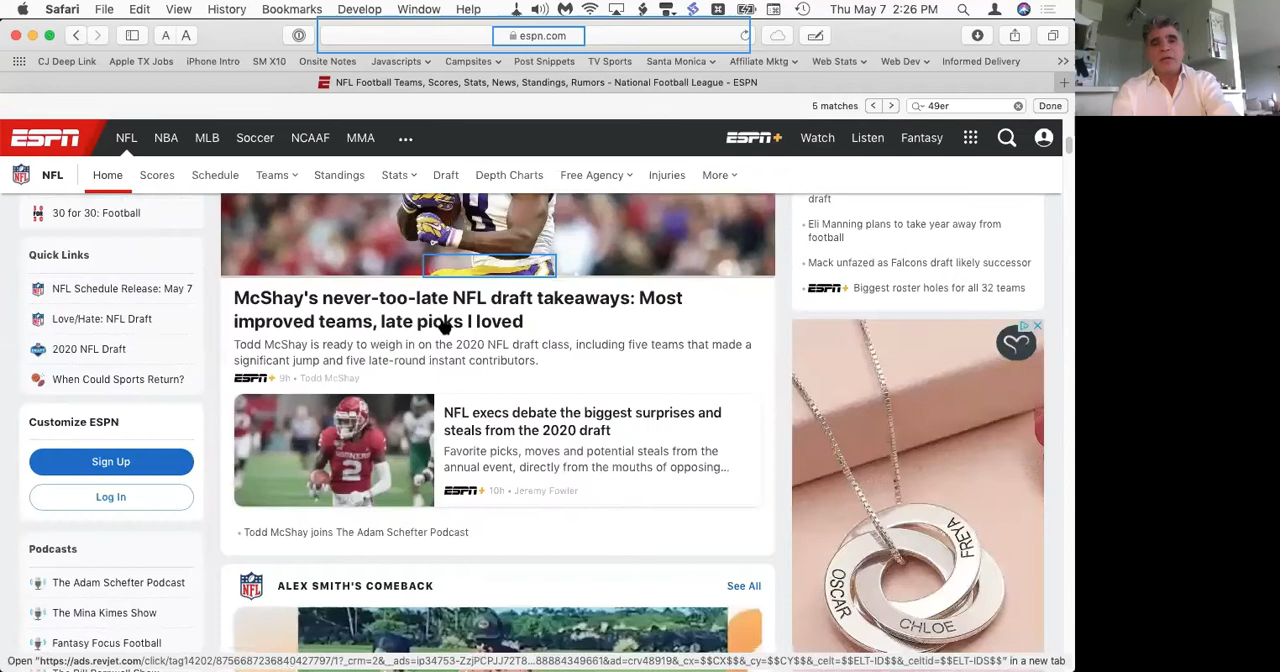 Safari File Edit View History Bookmarks Develop Window Help Thu May 7 2:26 PM
A A espn.com
CJ Deep Link Apple TX Jobs iPhone Intro SM X10 Onsite Notes Javascripts Campsites Post Snippets TV Sports Santa Monica Affiliate Mktg Web Stats Web Dev Informed Delivery
NFL Football Teams, Scores, Stats, News, Standings, Rumors - National Football League - ESPN
5 matches 49er Done
ESPN NFL NBA MLB Soccer NCAAF MMA ... ESPN+ Watch Listen Fantasy
NFL Home Scores Schedule Teams Standings Stats Draft Depth Charts Free Agency Injuries More
30 for 30: Football
Quick Links
NFL Schedule Release: May 7
Love/Hate: NFL Draft
2020 NFL Draft
When Could Sports Return?
Customize ESPN
Sign Up
Log In
Podcasts
The Adam Schefter Podcast
The Mina Kimes Show
Fantasy Focus Football
McShay's never-too-late NFL draft takeaways: Most
improved teams, late picks I loved
Todd McShay is ready to weigh in on the 2020 NFL draft class, including five teams that made a
significant jump and five late-round instant contributors.
ESPN+ 9h • Todd McShay
NFL execs debate the biggest surprises and
steals from the 2020 draft
Favorite picks, moves and potential steals from the
annual event, directly from the mouths of opposing...
ESPN+ 10h • Jeremy Fowler
• Todd McShay joins The Adam Schefter Podcast
ALEX SMITH'S COMEBACK See All
draft
• Eli Manning plans to take year away from
football
• Mack unfazed as Falcons draft likely successor
• ESPN+ Biggest roster holes for all 32 teams
OSCAR
CHLOE
FREYA